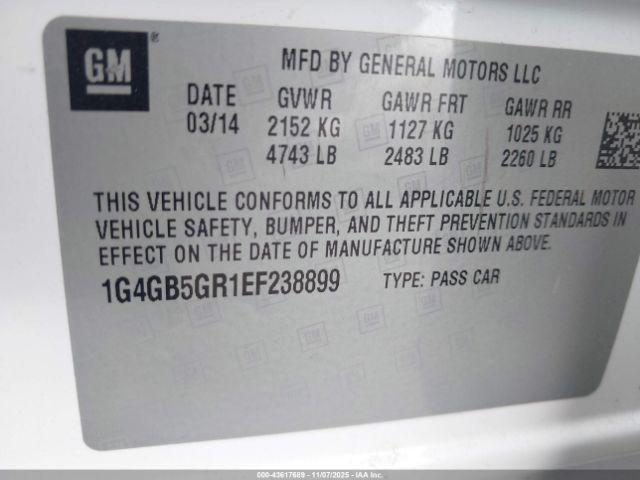 GM
MFD BY GENERAL MOTORS LLC
DATE GVWR GAWR FRT GAWR RR
03/14 2152 KG 1127 KG 1025 KG
4743 LB 2483 LB 2260 LB
THIS VEHICLE CONFORMS TO ALL APPLICABLE U.S. FEDERAL MOTOR
VEHICLE SAFETY, BUMPER, AND THEFT PREVENTION STANDARDS IN
EFFECT ON THE DATE OF MANUFACTURE SHOWN ABOVE.
1G4GB5GR1EF238899 TYPE: PASS CAR
000-43617689 - 11/07/2025 - IAA Inc.